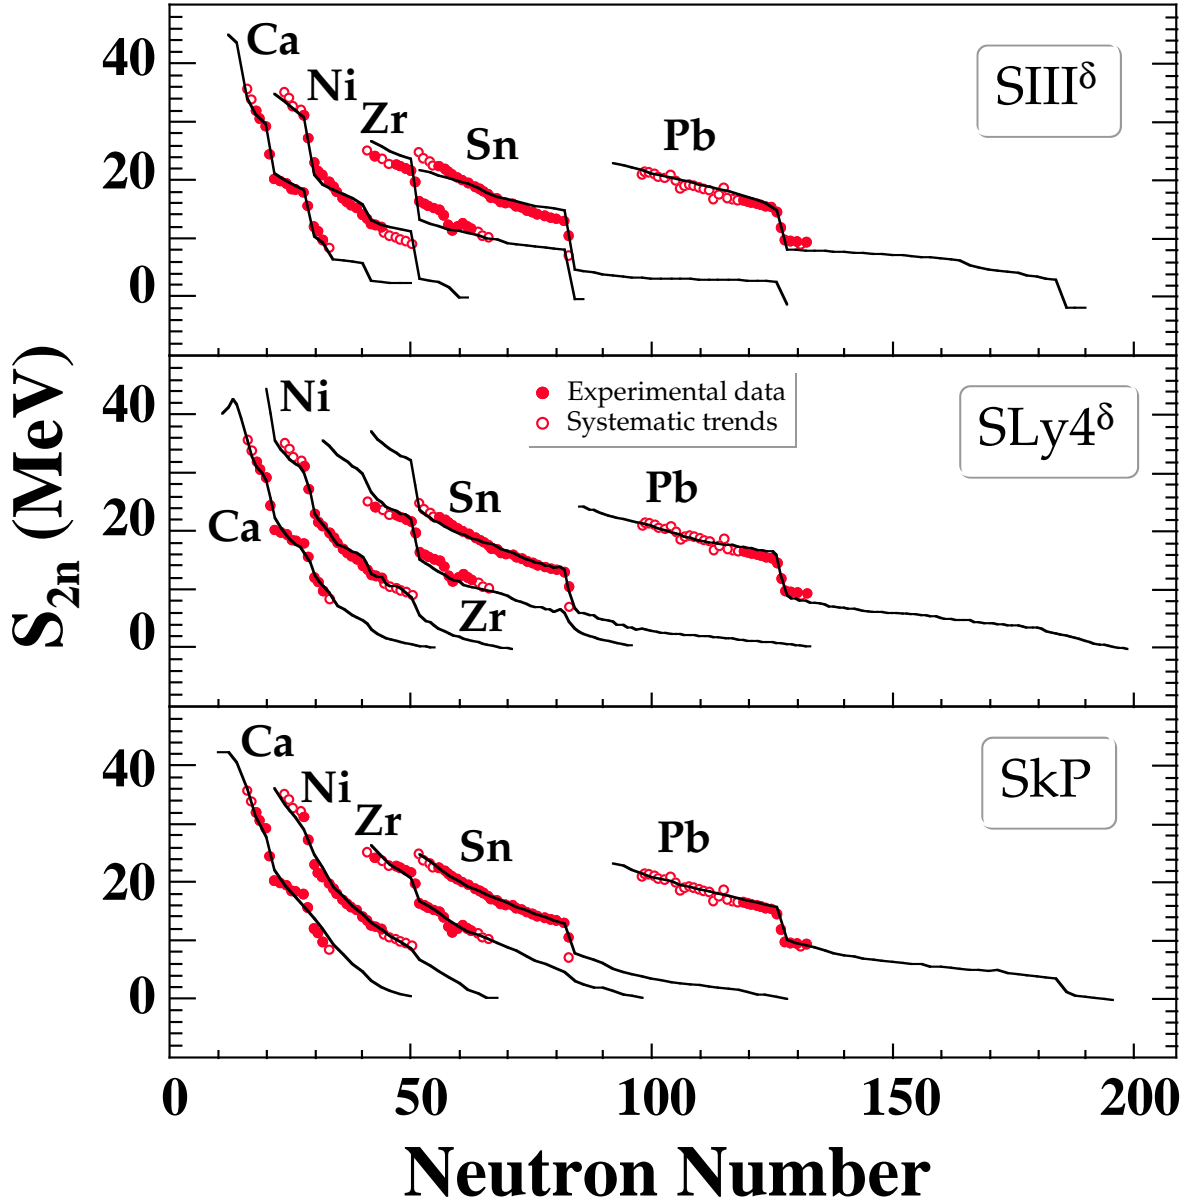 Ca
Ni
Zr
Sn
Pb
SIII^δ
40
20
0
Ni
Experimental data
Systematic trends
SLy4^δ
40
Ca
Sn
Pb
Zr
20
0
S_2n (MeV)
Ca
Ni
Zr
Sn
Pb
SkP
40
20
0
0 50 100 150 200
Neutron Number